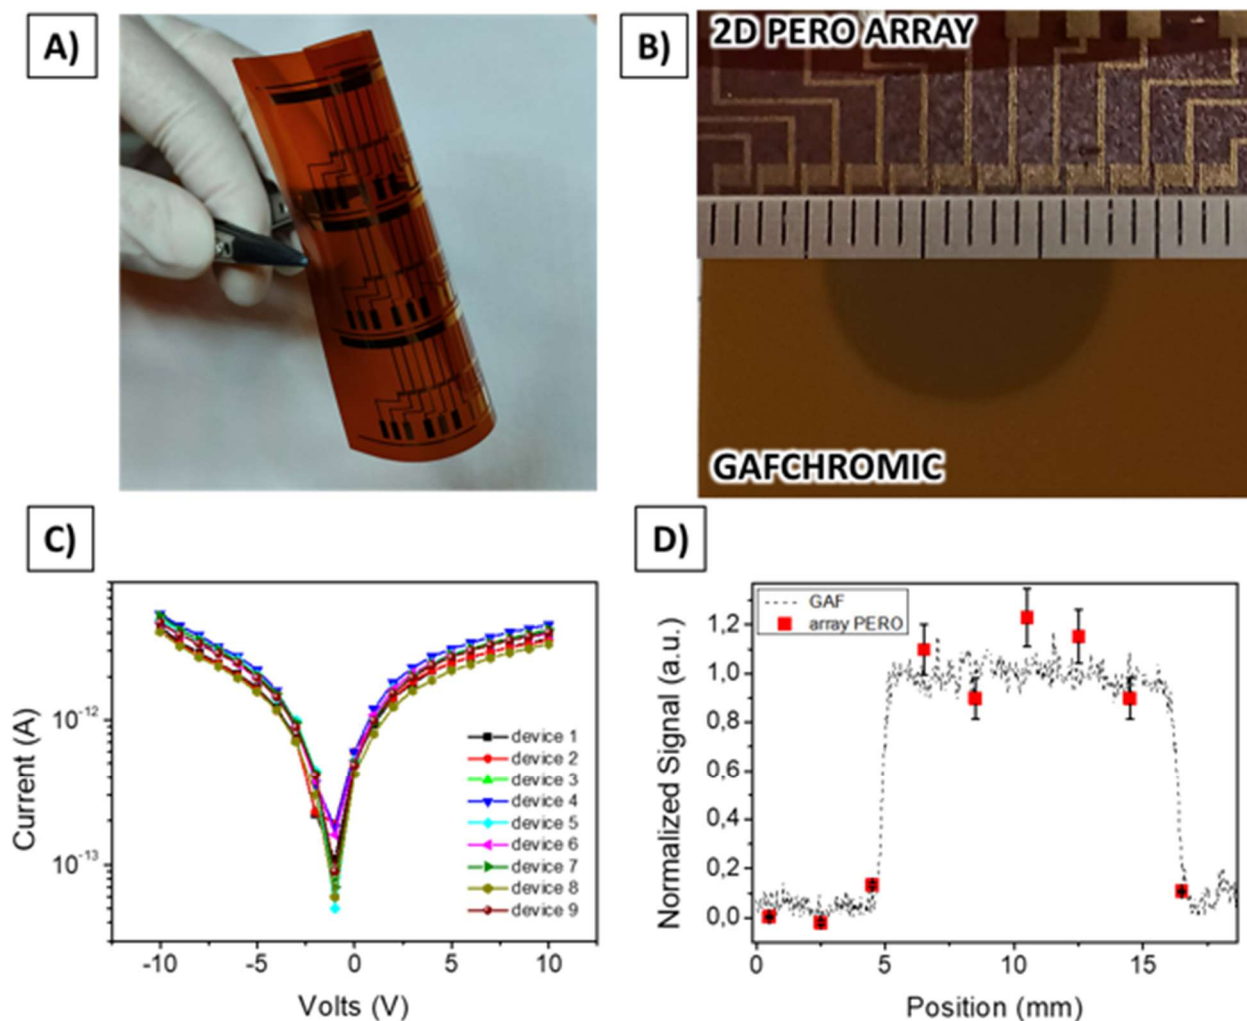 A)
B)
2D PERO ARRAY
GAFCHROMIC
C)
Current (A)
10⁻¹²
10⁻¹³
-10
-5
0
5
10
Volts (V)
device 1
device 2
device 3
device 4
device 5
device 6
device 7
device 8
device 9
D)
Normalized Signal (a.u.)
1,2
1,0
0,8
0,6
0,4
0,2
0,0
0
5
10
15
Position (mm)
GAF
array PERO